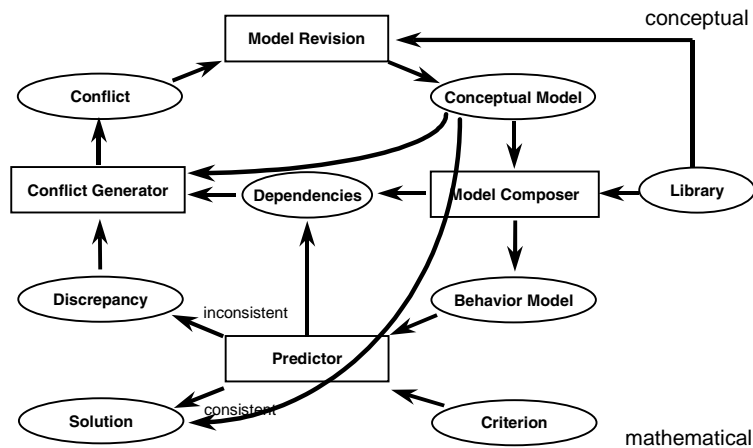 conceptual
Model Revision
Conflict
Conceptual Model
Conflict Generator
Dependencies
Model Composer
Library
Discrepancy
inconsistent
Behavior Model
Predictor
Solution
consistent
Criterion
mathematical